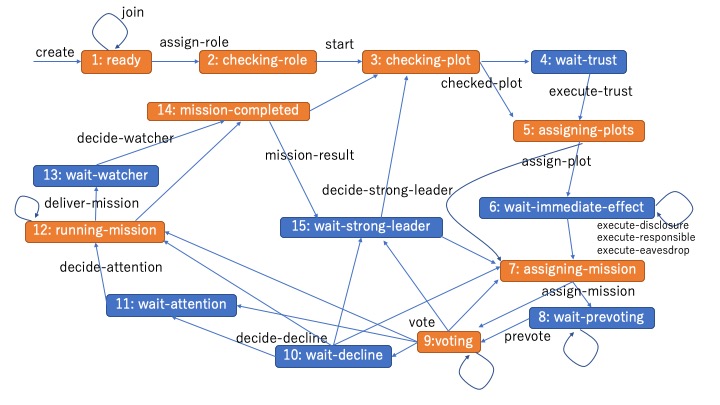 join
create
assign-role
start
1: ready
2: checking-role
3: checking-plot
4: wait-trust
checked-plot
execute-trust
14: mission-completed
5: assigning-plots
decide-watcher
mission-result
assign-plot
13: wait-watcher
decide-strong-leader
deliver-mission
6: wait-immediate-effect
12: running-mission
15: wait-strong-leader
execute-disclosure
execute-responsible
execute-eavesdrop
decide-attention
7: assigning-mission
assign-mission
11: wait-attention
8: wait-prevoting
vote
decide-decline
9:voting
prevote
10: wait-decline